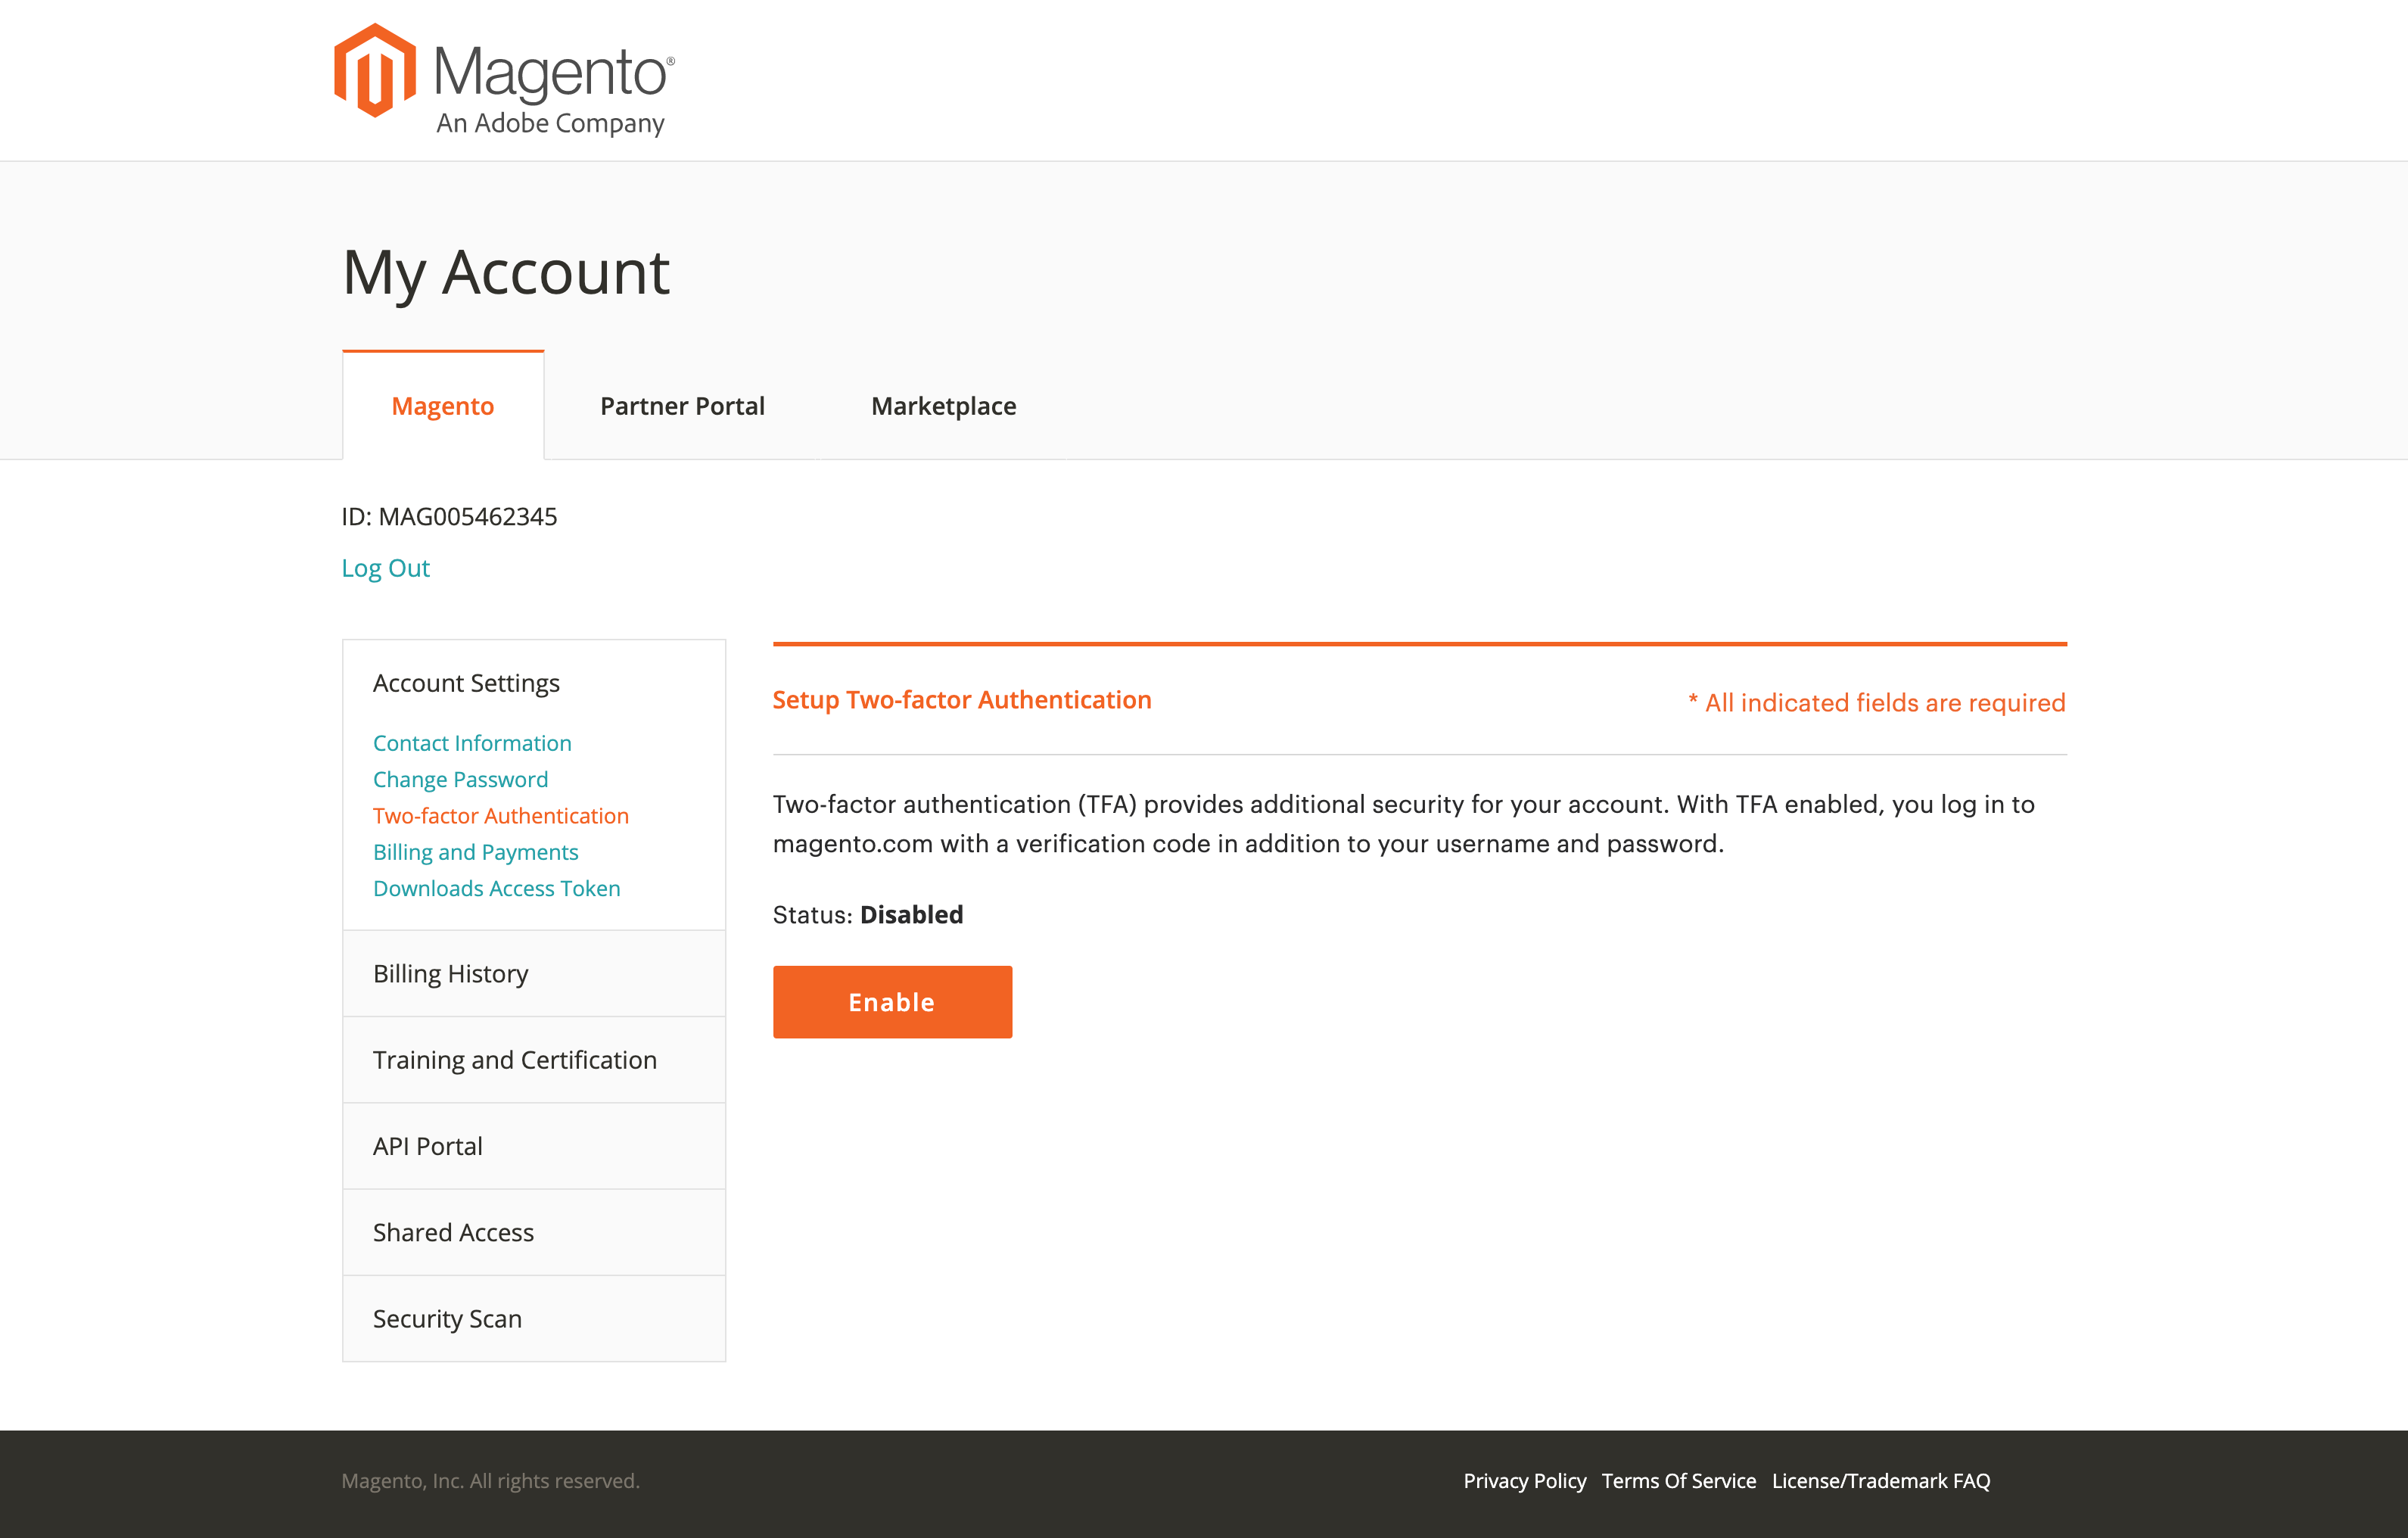 Magento®
An Adobe Company
My Account
Magento
Partner Portal
Marketplace
ID: MAG005462345
Log Out
Account Settings
Contact Information
Change Password
Two-factor Authentication
Billing and Payments
Downloads Access Token
Billing History
Training and Certification
API Portal
Shared Access
Security Scan
Setup Two-factor Authentication
* All indicated fields are required
Two-factor authentication (TFA) provides additional security for your account. With TFA enabled, you log in to
magento.com with a verification code in addition to your username and password.
Status: Disabled
Enable
Magento, Inc. All rights reserved.
Privacy Policy Terms Of Service License/Trademark FAQ